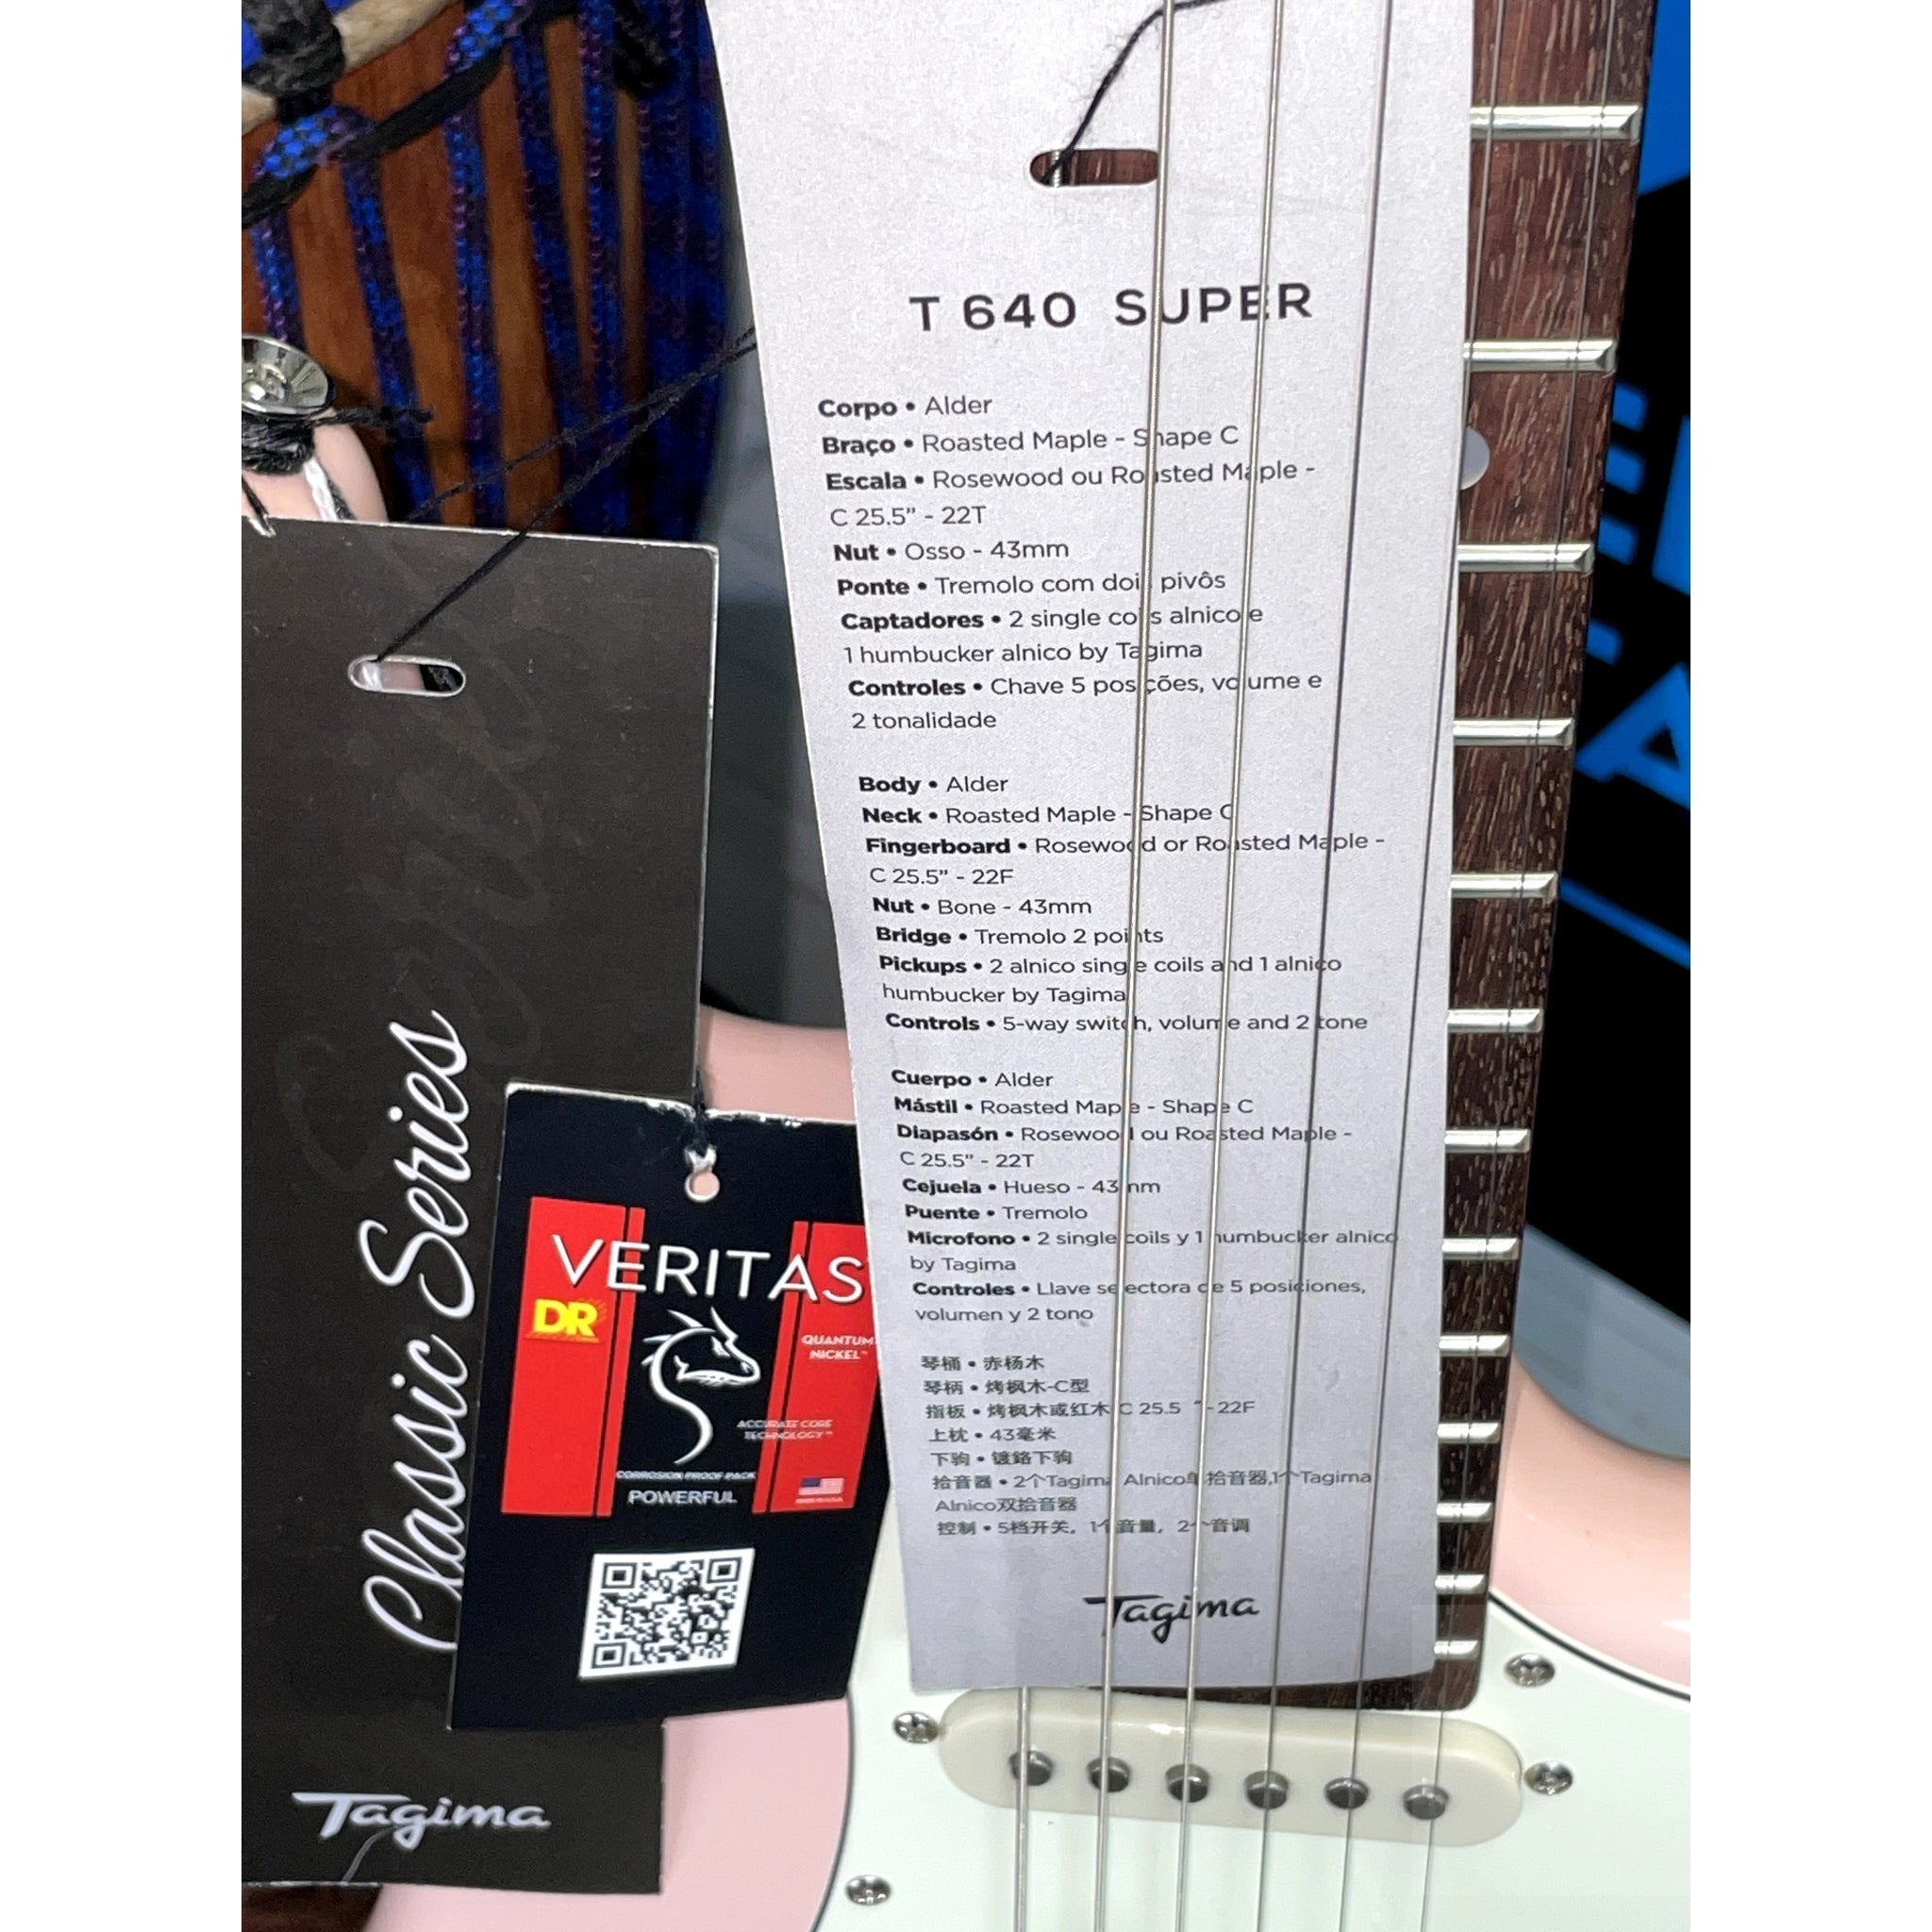 T 640 SUPER
Corpo • Alder
Braço • Roasted Maple - Shape C
Escala • Rosewood ou Roasted Maple -
C 25.5” - 22T
Nut • Osso - 43mm
Ponte • Tremolo com dois pivôs
Captadores • 2 single coils alnico e
1 humbucker alnico by Tagima
Controles • Chave 5 posições, volume e
2 tonalidade
Body • Alder
Neck • Roasted Maple - Shape C
Fingerboard • Rosewood or Roasted Maple -
C 25.5” - 22F
Nut • Bone - 43mm
Bridge • Tremolo 2 points
Pickups • 2 alnico single coils and 1 alnico
humbucker by Tagima
Controls • 5-way switch, volume and 2 tone
Cuerpo • Alder
Mástil • Roasted Maple - Shape C
Diapasón • Rosewood ou Roasted Maple -
C 25.5” - 22T
Cejuela • Hueso - 43mm
Puente • Tremolo
Microfono • 2 single coils y 1 humbucker alnico
by Tagima
Controles • Llave selectora de 5 posiciones,
volumen y 2 tono
琴桶 • 赤杨木
琴柄 • 烤枫木-C型
指板 • 烤枫木或红木 C 25.5 ” - 22F
上枕 • 43毫米
下驹 • 镀铬下驹
拾音器 • 2个Tagima Alnico单拾音器,1个Tagima
Alnico双拾音器
控制 • 5档开关, 1个音量, 2个音调
Tagima
Classic Series
Tagima
VERITAS
DR
QUANTUM
NICKEL™
ACCURATE CORE
TECHNOLOGY™
CORROSION PROOF PACK
POWERFUL